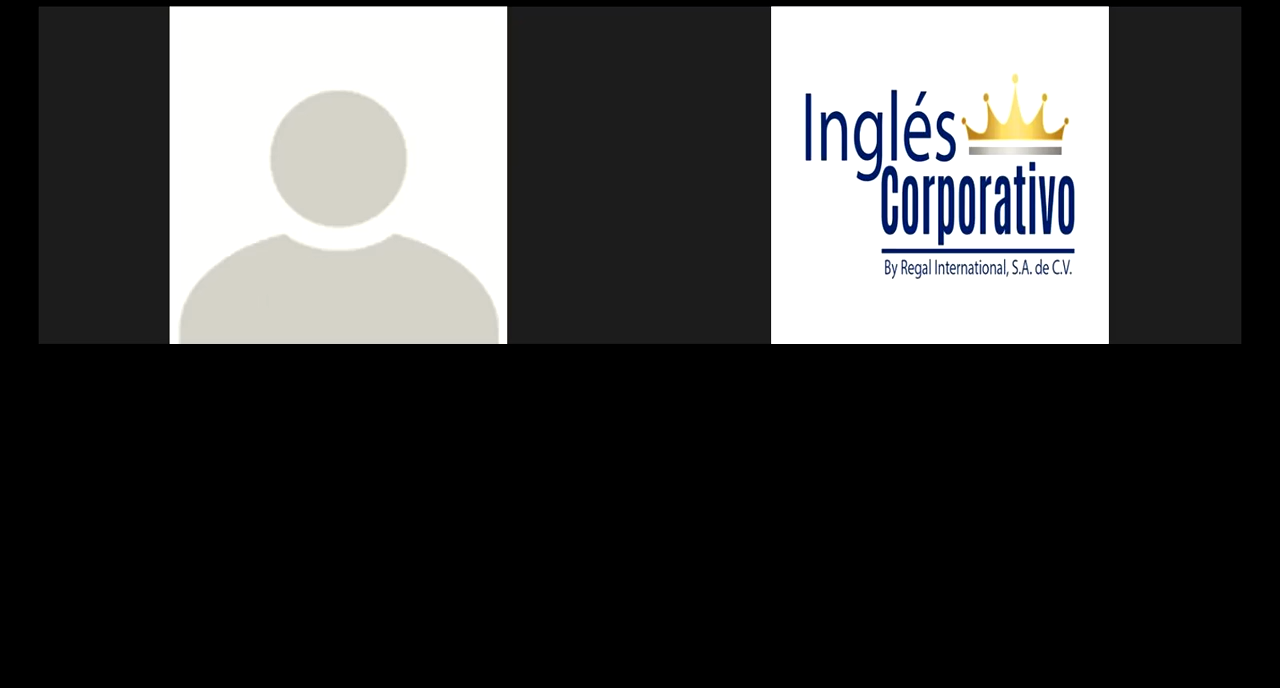 Inglés
Corporativo
By Regal International, S.A. de C.V.